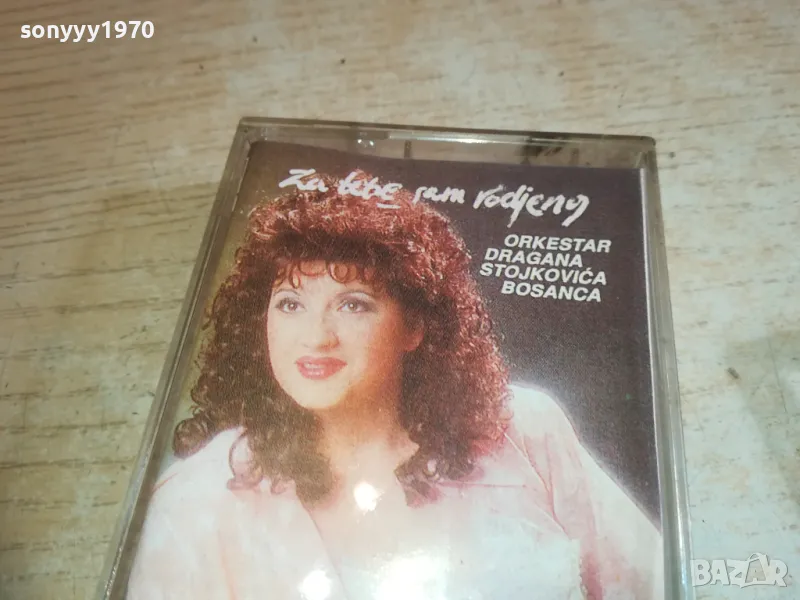 sonyyy1970
Za tebe sam rodjena
ORKESTAR
DRAGANA
STOJKOVIĆA
BOSANCA
BAZAR